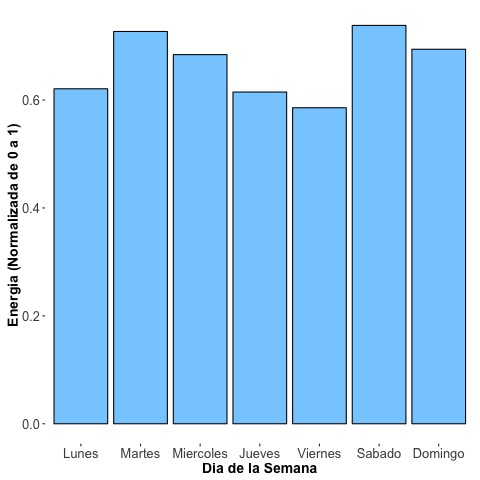 Energia (Normalizada de 0 a 1)
0.6
0.4
0.2
0.0
Lunes Martes Miercoles Jueves Viernes Sabado Domingo
Dia de la Semana